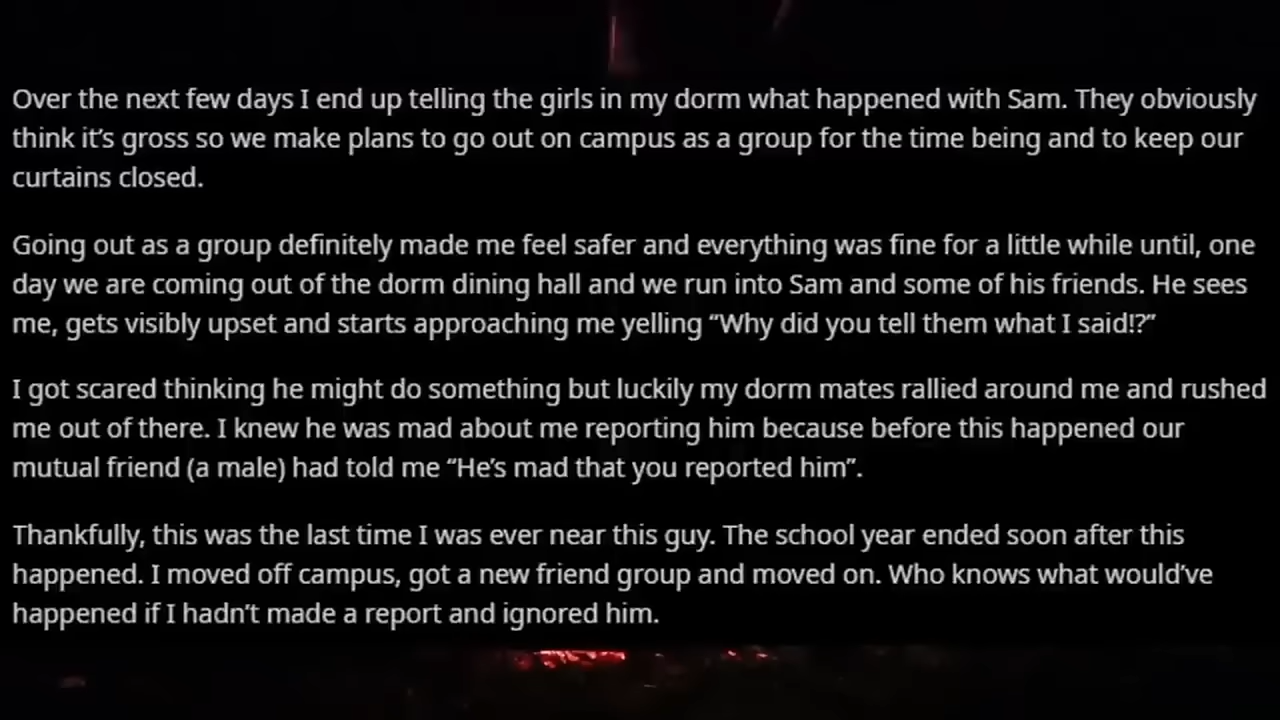 Over the next few days I end up telling the girls in my dorm what happened with Sam. They obviously
think it’s gross so we make plans to go out on campus as a group for the time being and to keep our
curtains closed.
Going out as a group definitely made me feel safer and everything was fine for a little while until, one
day we are coming out of the dorm dining hall and we run into Sam and some of his friends. He sees
me, gets visibly upset and starts approaching me yelling “Why did you tell them what I said!?”
I got scared thinking he might do something but luckily my dorm mates rallied around me and rushed
me out of there. I knew he was mad about me reporting him because before this happened our
mutual friend (a male) had told me “He’s mad that you reported him”.
Thankfully, this was the last time I was ever near this guy. The school year ended soon after this
happened. I moved off campus, got a new friend group and moved on. Who knows what would’ve
happened if I hadn’t made a report and ignored him.